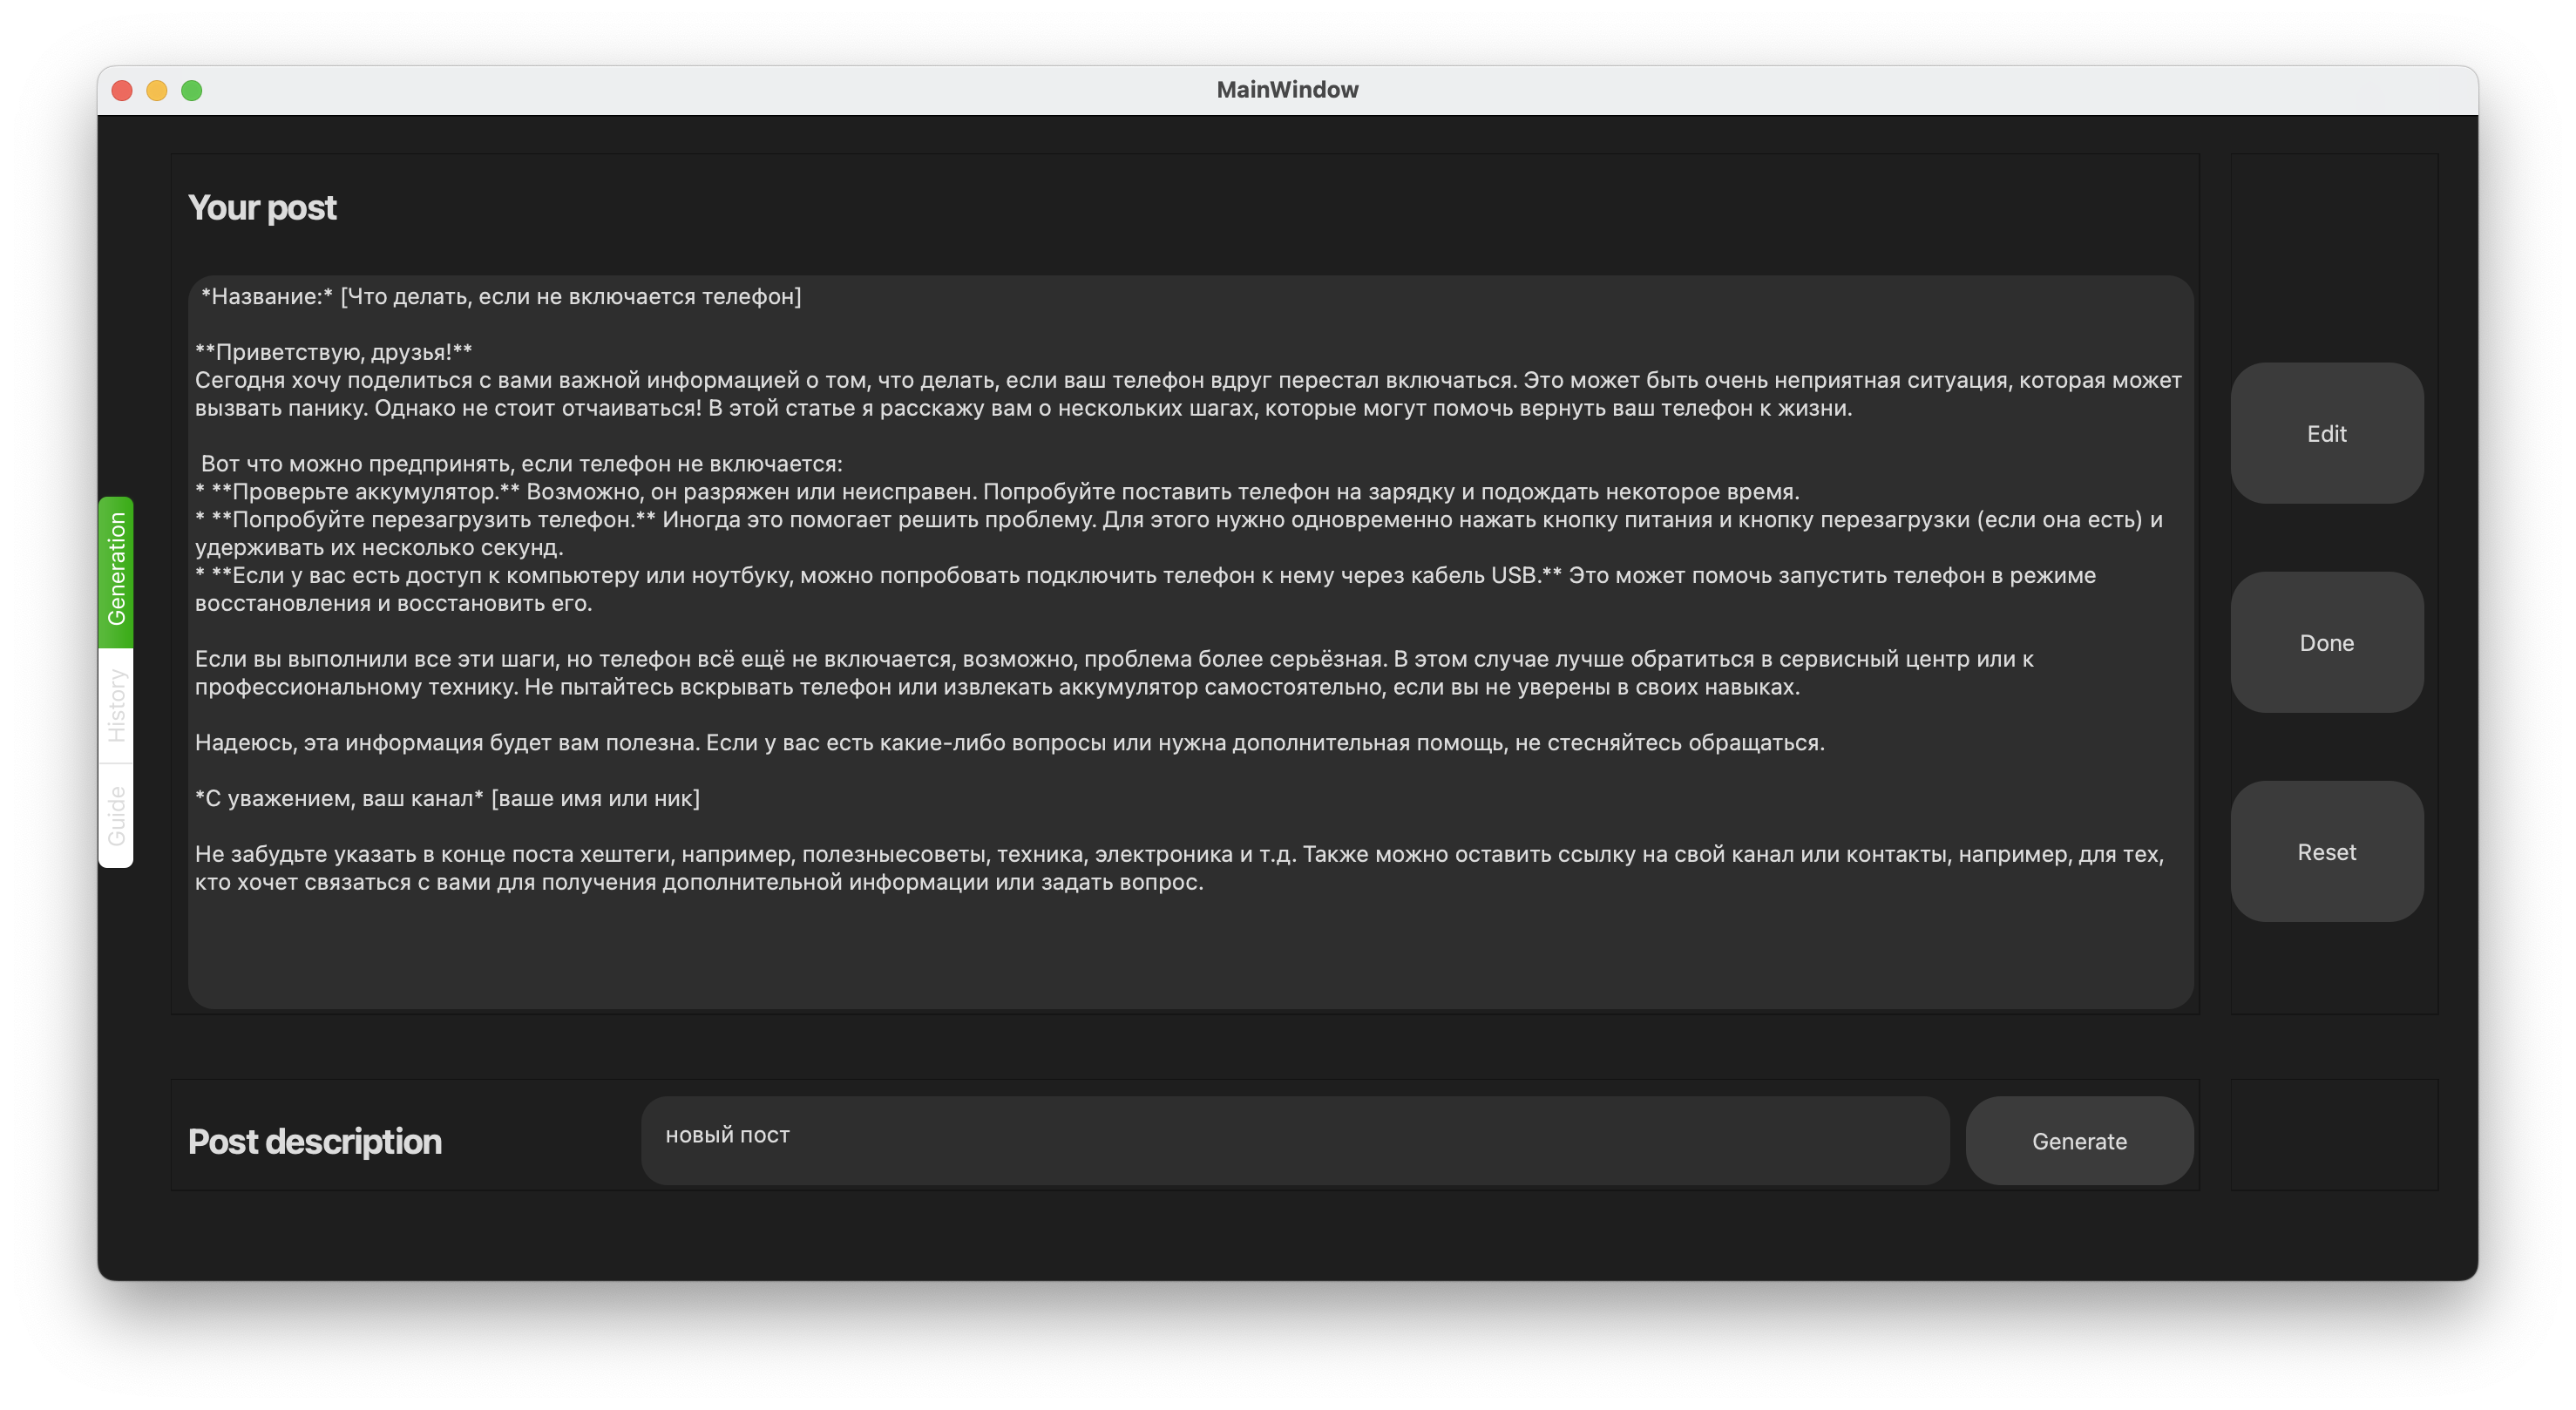 MainWindow
Your post
*Название:* [Что делать, если не включается телефон]
**Приветствую, друзья!**
Сегодня хочу поделиться с вами важной информацией о том, что делать, если ваш телефон вдруг перестал включаться. Это может быть очень неприятная ситуация, которая может
вызвать панику. Однако не стоит отчаиваться! В этой статье я расскажу вам о нескольких шагах, которые могут помочь вернуть ваш телефон к жизни.
Вот что можно предпринять, если телефон не включается:
* **Проверьте аккумулятор.** Возможно, он разряжен или неисправен. Попробуйте поставить телефон на зарядку и подождать некоторое время.
* **Попробуйте перезагрузить телефон.** Иногда это помогает решить проблему. Для этого нужно одновременно нажать кнопку питания и кнопку перезагрузки (если она есть) и
удерживать их несколько секунд.
* **Если у вас есть доступ к компьютеру или ноутбуку, можно попробовать подключить телефон к нему через кабель USB.** Это может помочь запустить телефон в режиме
восстановления и восстановить его.
Если вы выполнили все эти шаги, но телефон всё ещё не включается, возможно, проблема более серьёзная. В этом случае лучше обратиться в сервисный центр или к
профессиональному технику. Не пытайтесь вскрывать телефон или извлекать аккумулятор самостоятельно, если вы не уверены в своих навыках.
Надеюсь, эта информация будет вам полезна. Если у вас есть какие-либо вопросы или нужна дополнительная помощь, не стесняйтесь обращаться.
*С уважением, ваш канал* [ваше имя или ник]
Не забудьте указать в конце поста хештеги, например, полезныесоветы, техника, электроника и т.д. Также можно оставить ссылку на свой канал или контакты, например, для тех,
кто хочет связаться с вами для получения дополнительной информации или задать вопрос.
Generation
History
Guide
Edit
Done
Reset
Post description
новый пост
Generate